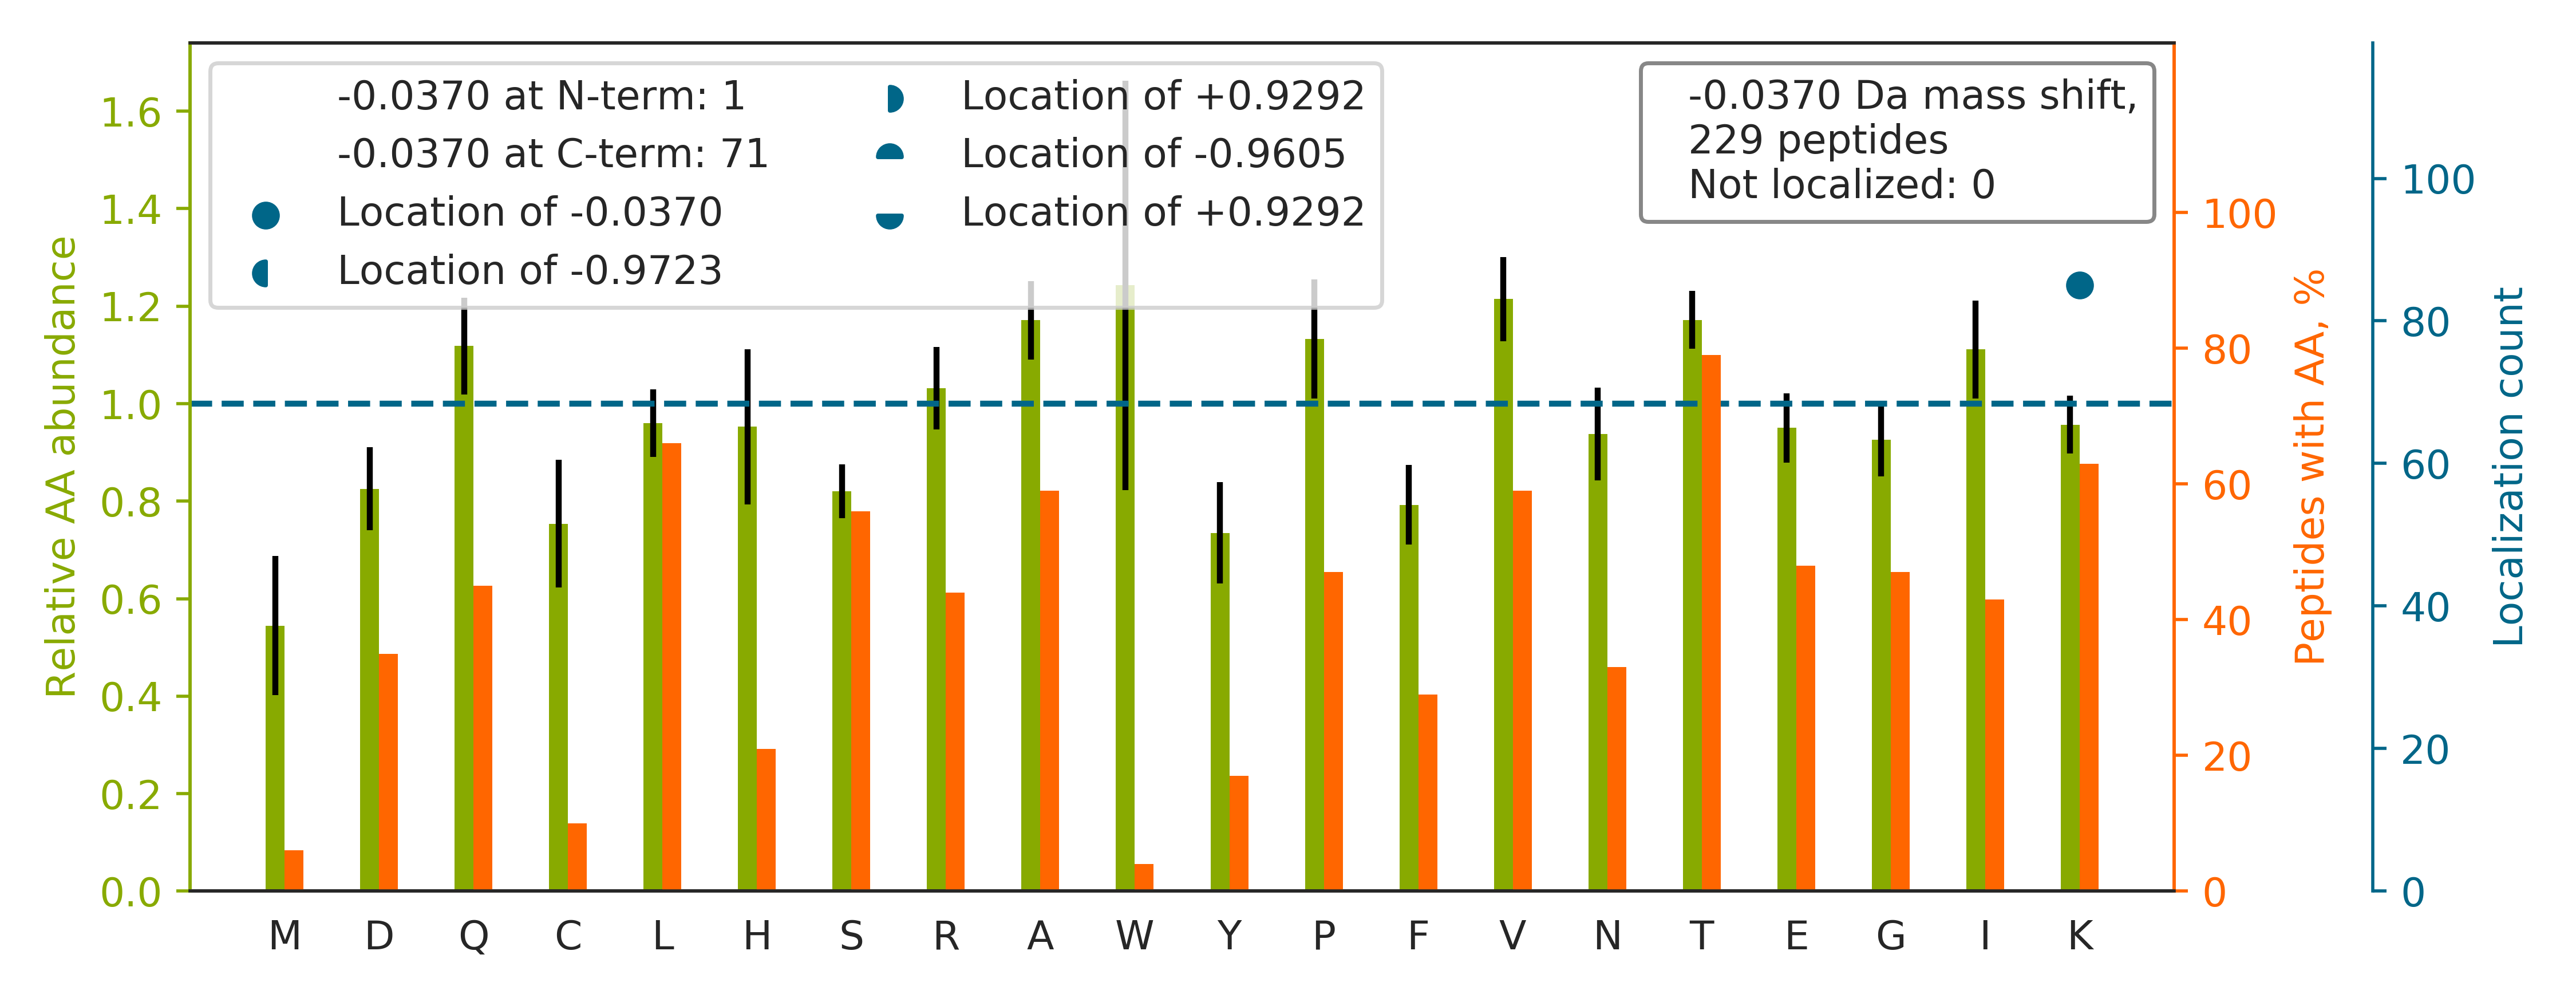 -0.0370 at N-term: 1
-0.0370 at C-term: 71
Location of -0.0370
Location of -0.9723
Location of +0.9292
Location of -0.9605
Location of +0.9292
-0.0370 Da mass shift,
229 peptides
Not localized: 0
Relative AA abundance
1.6
1.4
1.2
1.0
0.8
0.6
0.4
0.2
0.0
100
80
60
40
20
0
Peptides with AA, %
100
80
60
40
20
0
Localization count
M D Q C L H S R A W Y P F V N T E G I K